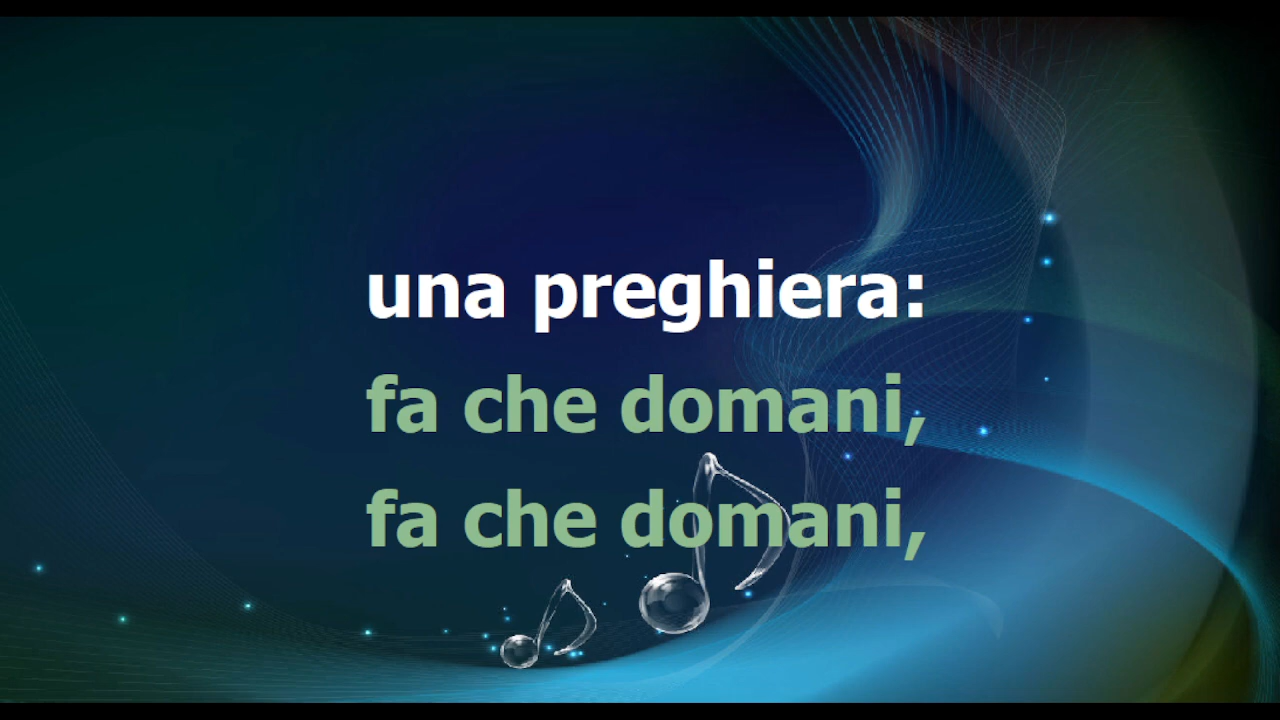 una preghiera:
fa che domani,
fa che domani,